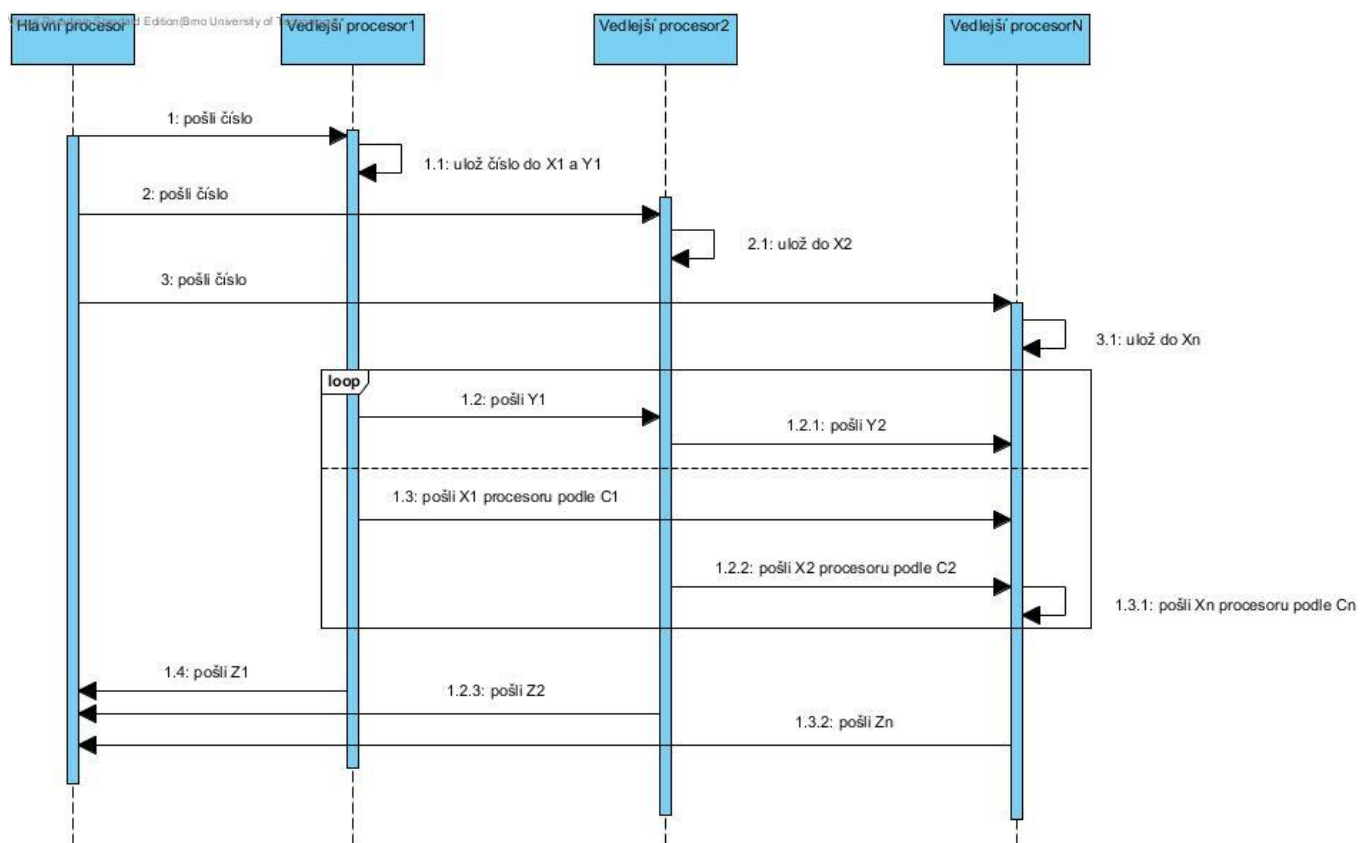 Edition(Brno University of
Hlavní procesor
Vedlejší procesor1
Vedlejší procesor2
Vedlejší procesorN
1: pošli číslo
1.1: ulož číslo do X1 a Y1
2: pošli číslo
2.1: ulož do X2
3: pošli číslo
3.1: ulož do Xn
loop
1.2: pošli Y1
1.2.1: pošli Y2
1.3: pošli X1 procesoru podle C1
1.2.2: pošli X2 procesoru podle C2
1.3.1: pošli Xn procesoru podle Cn
1.4: pošli Z1
1.2.3: pošli Z2
1.3.2: pošli Zn